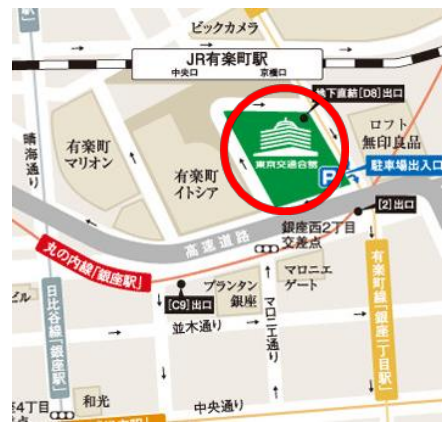 ビックカメラ
JR有楽町駅
中央口
京橋口
地下直結[D8]出口
晴海通り
有楽町
マリオン
有楽町
イトシア
東京交通会館
ロフト
無印良品
P
駐車場出入口
[2]出口
高速道路
銀座西2丁目
交差点
丸の内線「銀座駅」
[C9]出口
プランタン
銀座
マロニエ
ゲート
ビル
日比谷線「銀座駅」
並木通り
マロニエ通り
有楽町線「銀座一丁目駅」
座4丁目
点
和光
中央通り